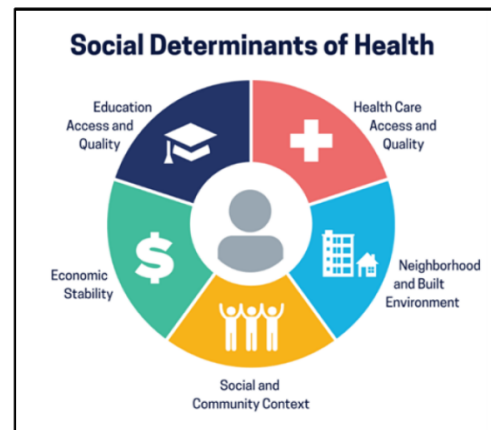 Social Determinants of Health
Education
Access and
Quality
Health Care
Access and
Quality
$
Economic
Stability
Neighborhood
and Built
Environment
Social and
Community Context